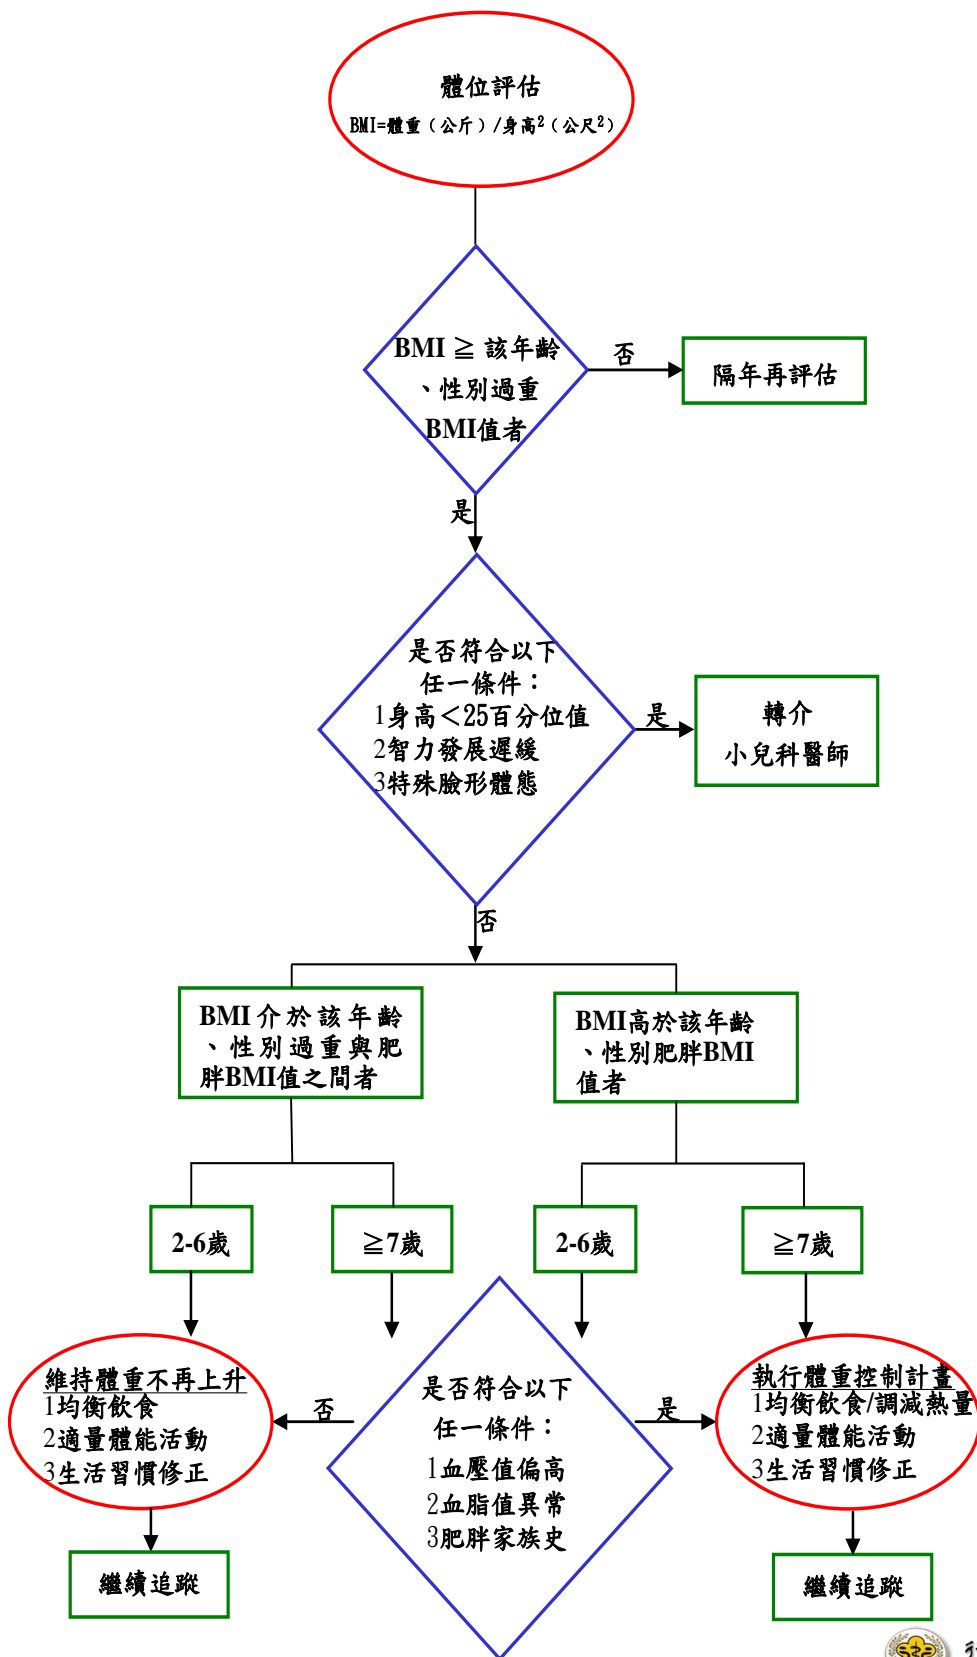 體位評估
BMI=體重（公斤）/身高²（公尺²）
BMI ≧ 該年齡
、性別過重
BMI值者
否
隔年再評估
是
是否符合以下
任一條件：
1身高＜25百分位值
2智力發展遲緩
3特殊臉形體態
是
轉介
小兒科醫師
否
BMI 介於該年齡
、性別過重與肥
胖BMI值之間者
BMI高於該年齡
、性別肥胖BMI
值者
2-6歲
≧7歲
2-6歲
≧7歲
維持體重不再上升
1均衡飲食
2適量體能活動
3生活習慣修正
否
是否符合以下
任一條件：
1血壓值偏高
2血脂值異常
3肥胖家族史
是
執行體重控制計畫
1均衡飲食/調減熱量
2適量體能活動
3生活習慣修正
繼續追蹤
繼續追蹤